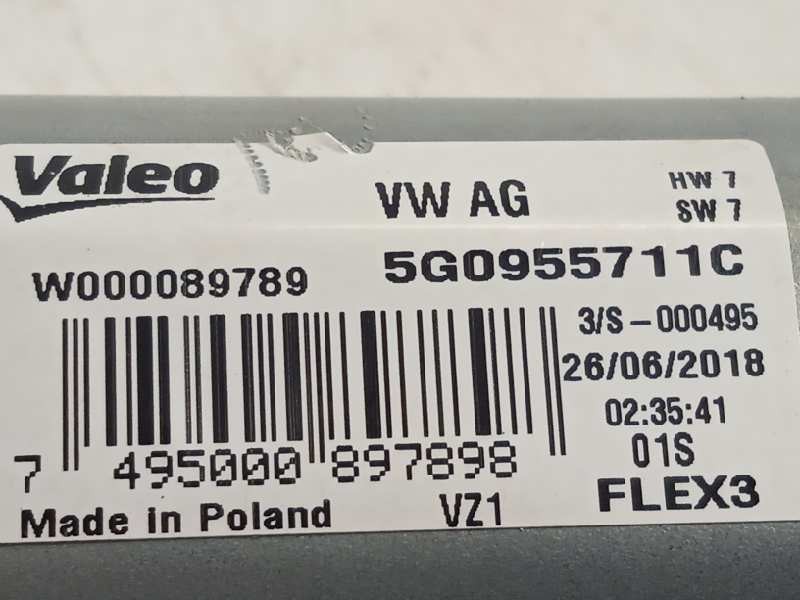 Valeo
VW AG
HW 7
SW 7
W000089789
5G0955711C
3/S-000495
26/06/2018
02:35:41
01S
7 495000 897898
Made in Poland
VZ1
FLEX3